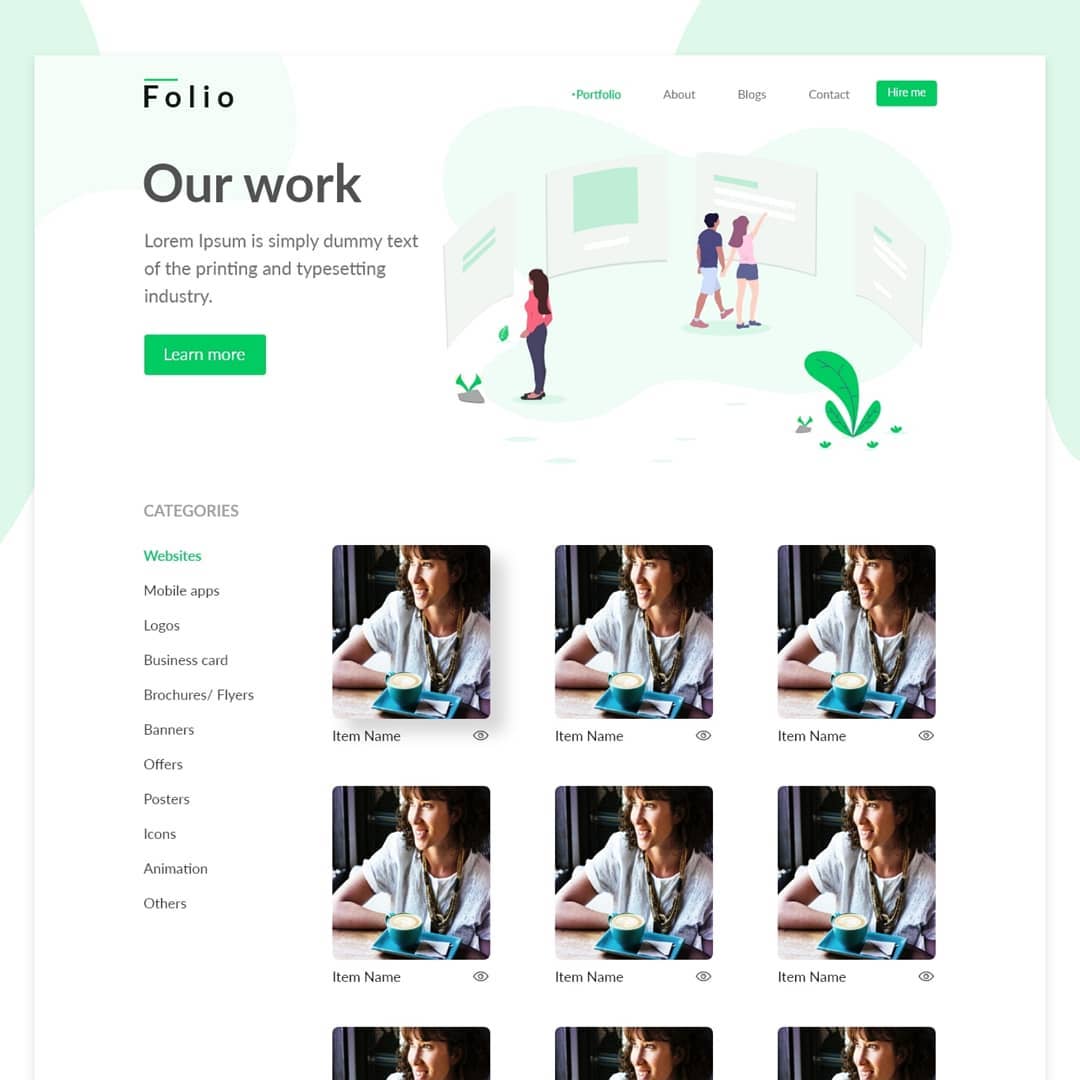 Folio
Portfolio
About
Blogs
Contact
Hire me
Our work
Lorem Ipsum is simply dummy text
of the printing and typesetting
industry.
Learn more
CATEGORIES
Websites
Mobile apps
Logos
Business card
Brochures/ Flyers
Banners
Offers
Posters
Icons
Animation
Others
Item Name
Item Name
Item Name
Item Name
Item Name
Item Name